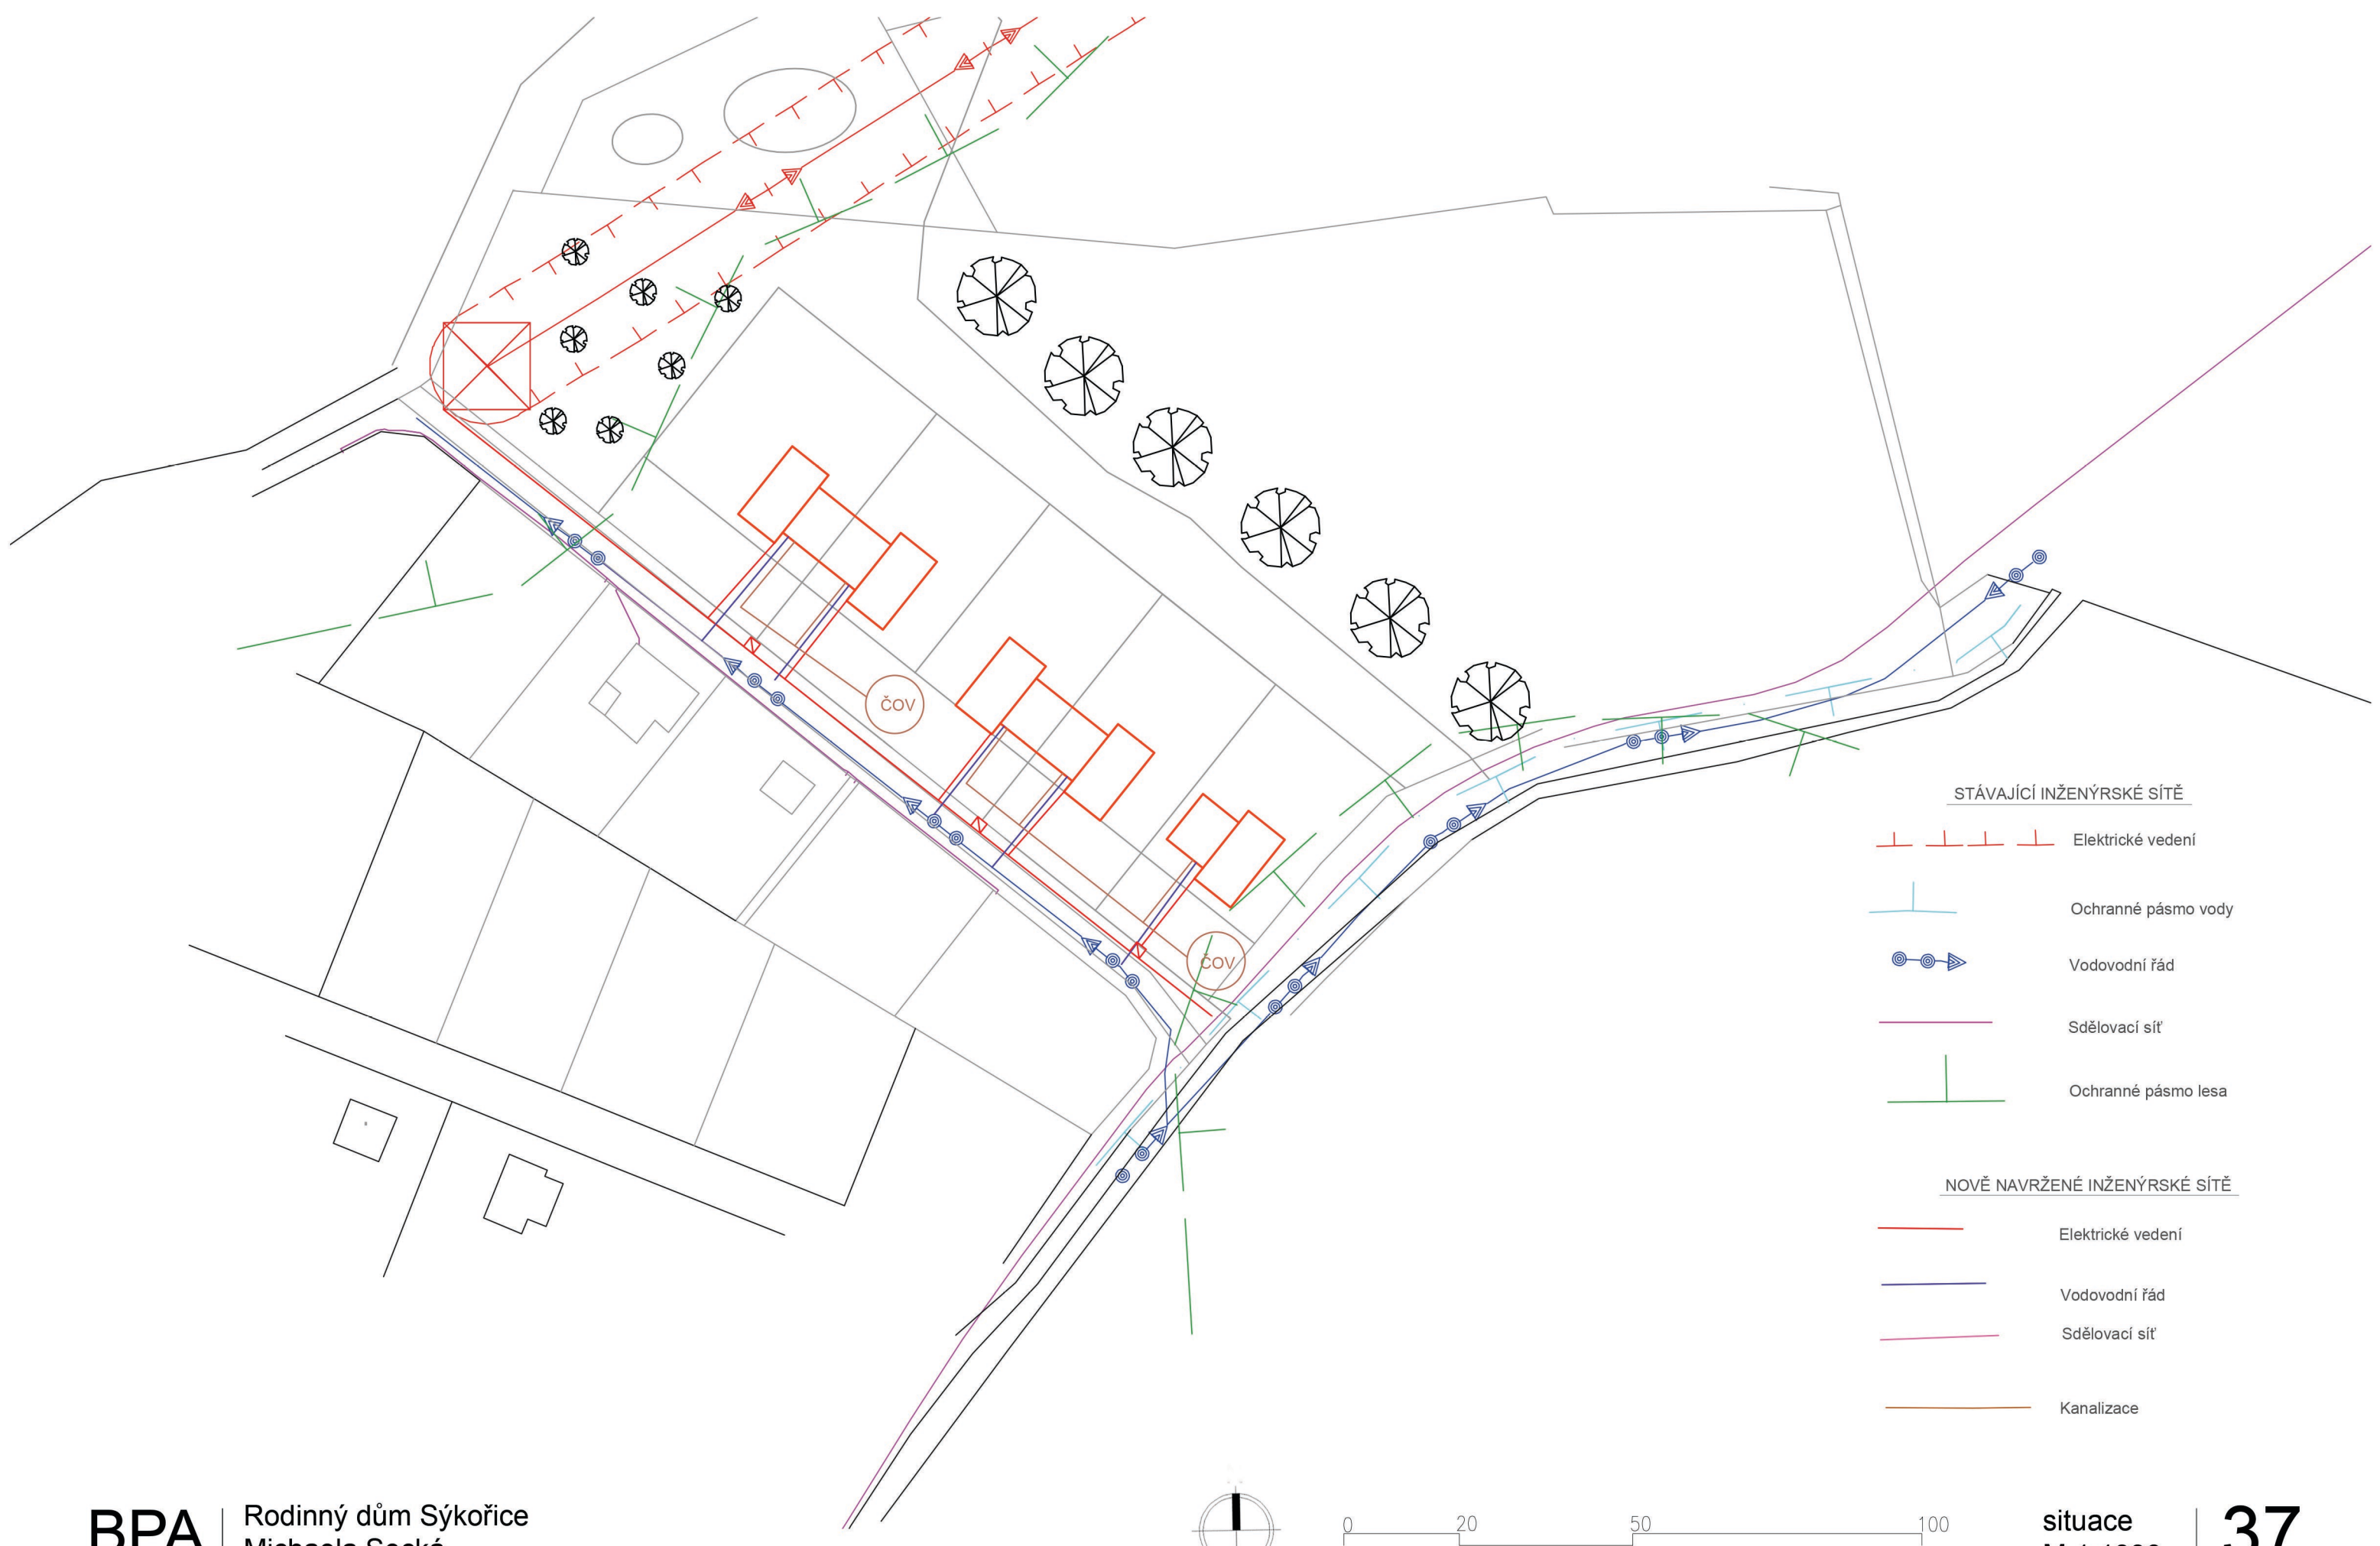 ČOV
ČOV
STÁVAJÍCÍ INŽENÝRSKÉ SÍTĚ
Elektrické vedení
Ochranné pásmo vody
Vodovodní řád
Sdělovací síť
Ochranné pásmo lesa
NOVĚ NAVRŽENÉ INŽENÝRSKÉ SÍTĚ
Elektrické vedení
Vodovodní řád
Sdělovací síť
Kanalizace
BPA
Rodinný dům Sýkořice
0 20 50 100
situace
37